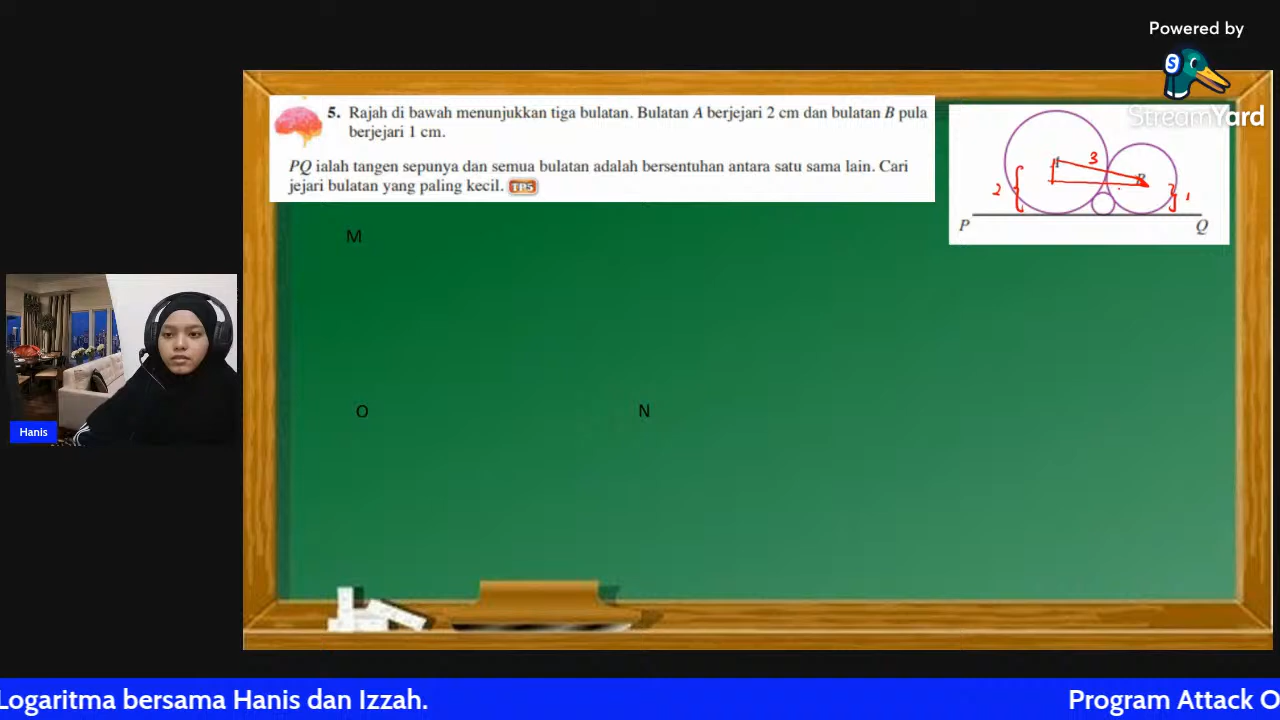 Powered by
StreamYard
5. Rajah di bawah menunjukkan tiga bulatan. Bulatan A berjejari 2 cm dan bulatan B pula
berjejari 1 cm.
PQ ialah tangen sepunya dan semua bulatan adalah bersentuhan antara satu sama lain. Cari
jejari bulatan yang paling kecil. TP5
3
2
1
P
Q
M
O
N
Hanis
Logaritma bersama Hanis dan Izzah.
Program Attack O